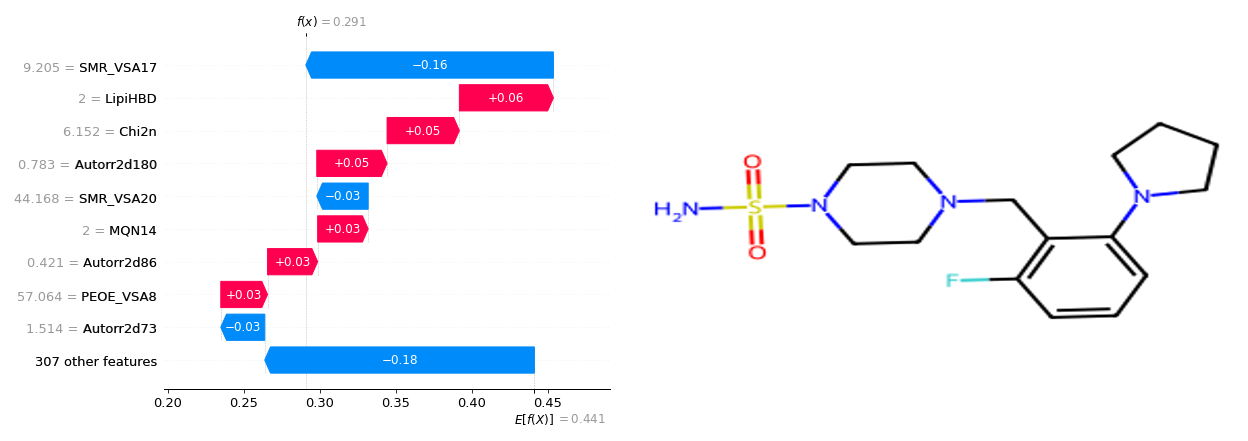 f(x) = 0.291
9.205 = SMR_VSA17
−0.16
2 = LipiHBD
+0.06
6.152 = Chi2n
+0.05
0.783 = Autorr2d180
+0.05
44.168 = SMR_VSA20
−0.03
2 = MQN14
+0.03
0.421 = Autorr2d86
+0.03
57.064 = PEOE_VSA8
+0.03
1.514 = Autorr2d73
−0.03
307 other features
−0.18
0.20 0.25 0.30 0.35 0.40 0.45
E[f(X)] = 0.441
O
H₂N S N N N
O
F